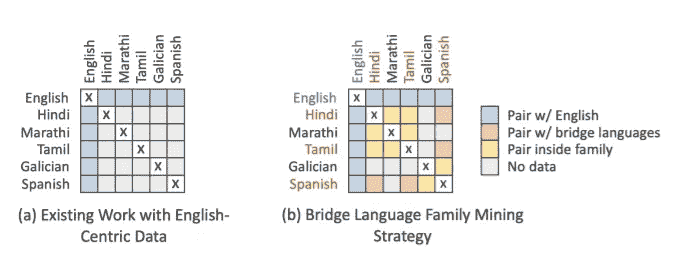 English
Hindi
Marathi
Tamil
Galician
Spanish
English X
Hindi X
Marathi X
Tamil X
Galician X
Spanish X
(a) Existing Work with English-
Centric Data
English
Hindi
Marathi
Tamil
Galician
Spanish
English X
Hindi X
Marathi X
Tamil X
Galician X
Spanish X
Pair w/ English
Pair w/ bridge languages
Pair inside family
No data
(b) Bridge Language Family Mining
Strategy